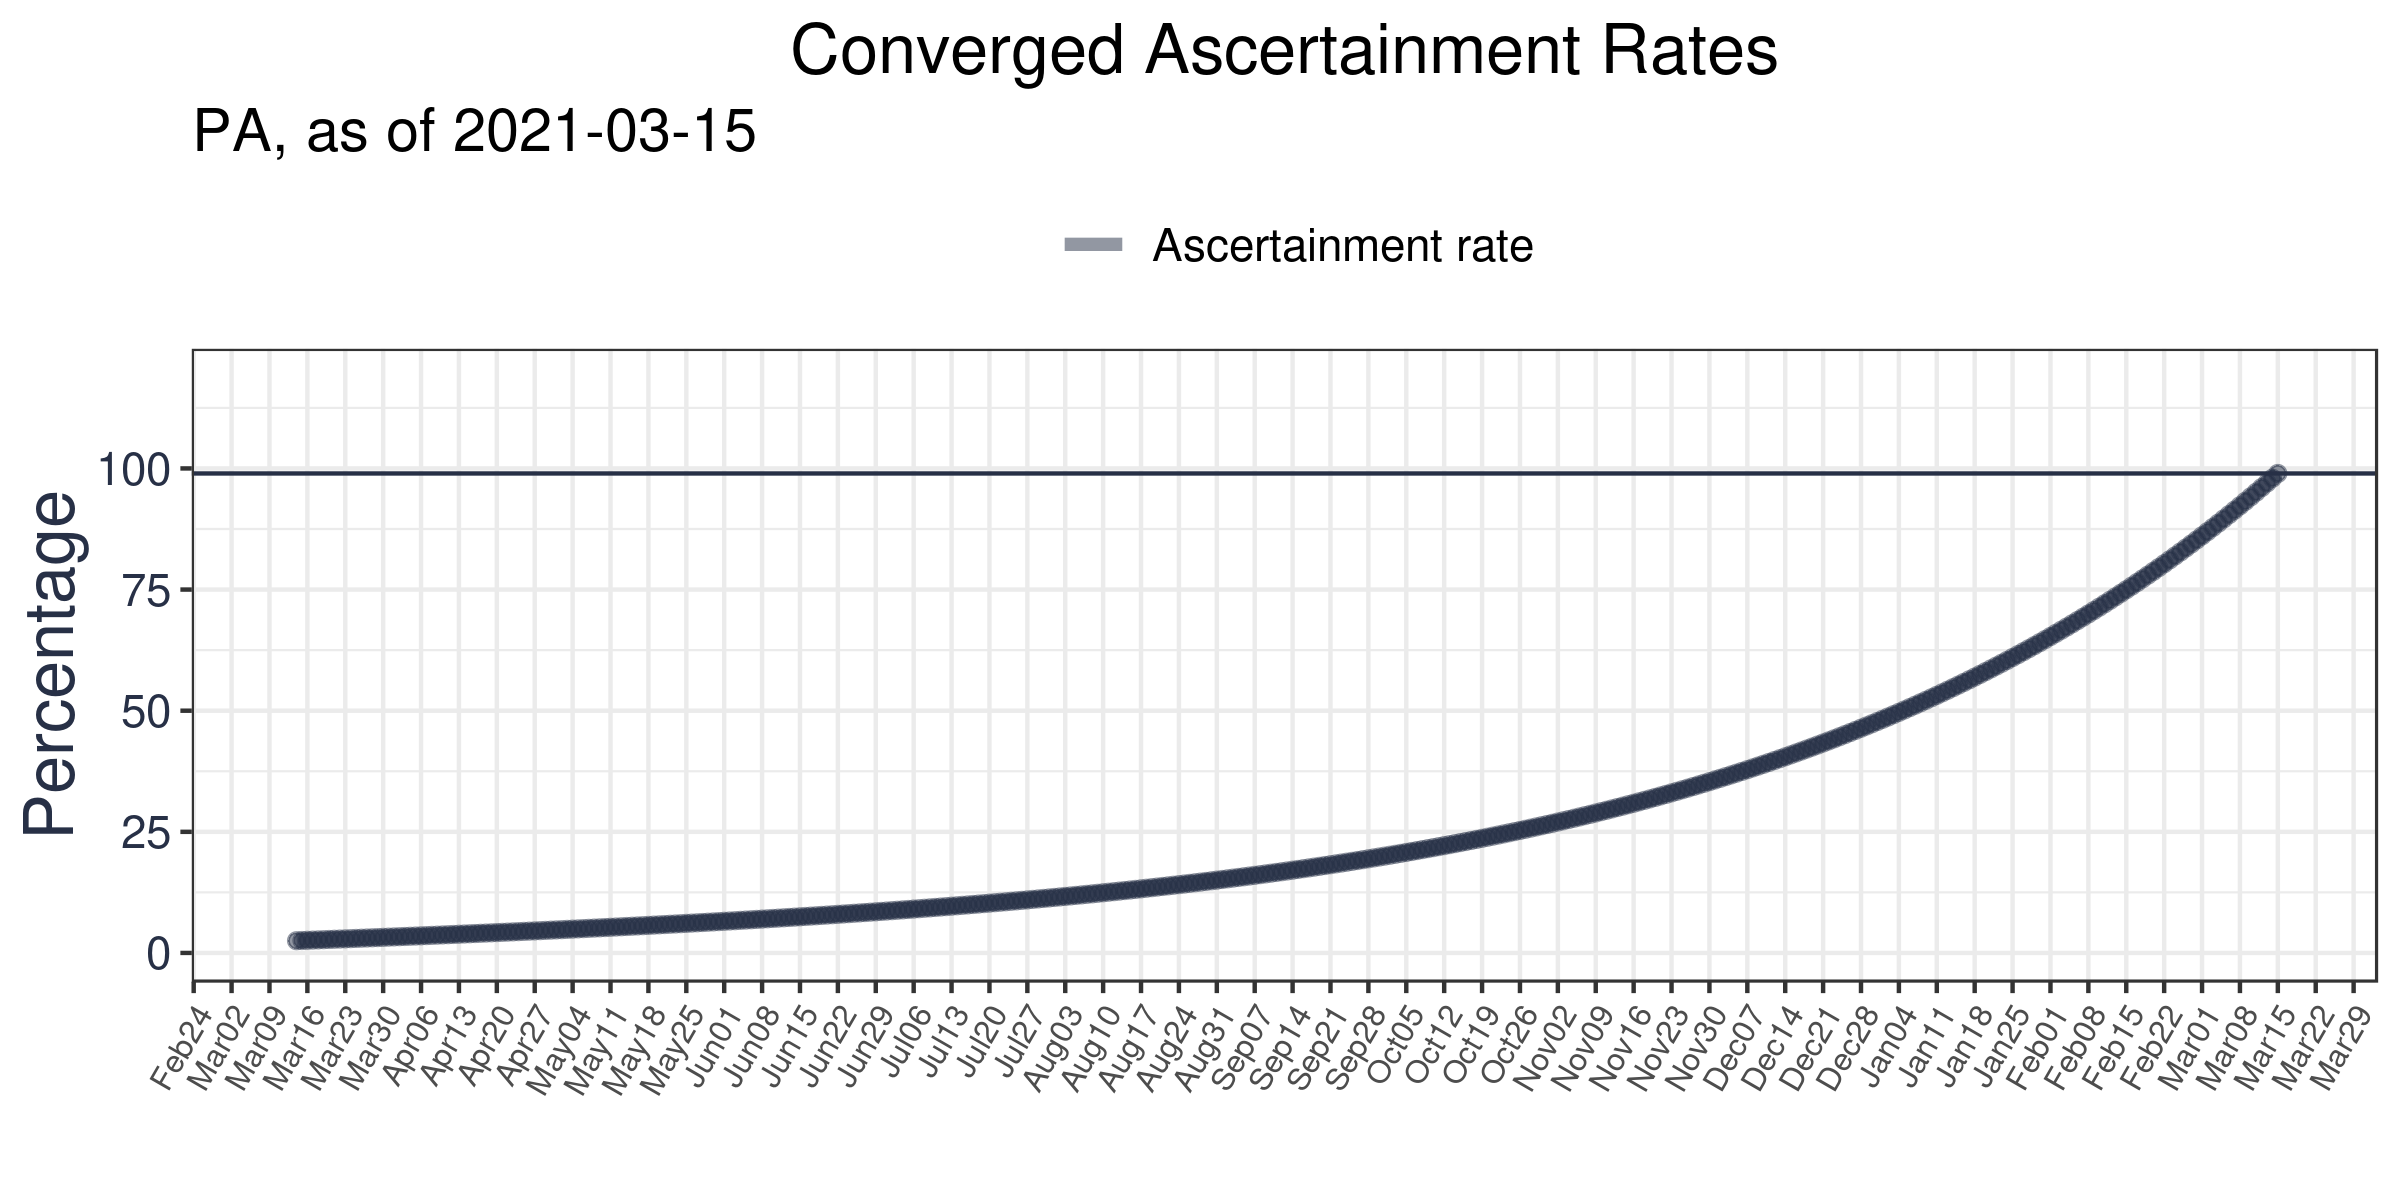 Converged Ascertainment Rates
PA, as of 2021-03-15
Ascertainment rate
Percentage
100
75
50
25
0
Feb24
Mar02
Mar09
Mar16
Mar23
Mar30
Apr06
Apr13
Apr20
Apr27
May04
May11
May18
May25
Jun01
Jun08
Jun15
Jun22
Jun29
Jul06
Jul13
Jul20
Jul27
Aug03
Aug10
Aug17
Aug24
Aug31
Sep07
Sep14
Sep21
Sep28
Oct05
Oct12
Oct19
Oct26
Nov02
Nov09
Nov16
Nov23
Nov30
Dec07
Dec14
Dec21
Dec28
Jan04
Jan11
Jan18
Jan25
Feb01
Feb08
Feb15
Feb22
Mar01
Mar08
Mar15
Mar22
Mar29